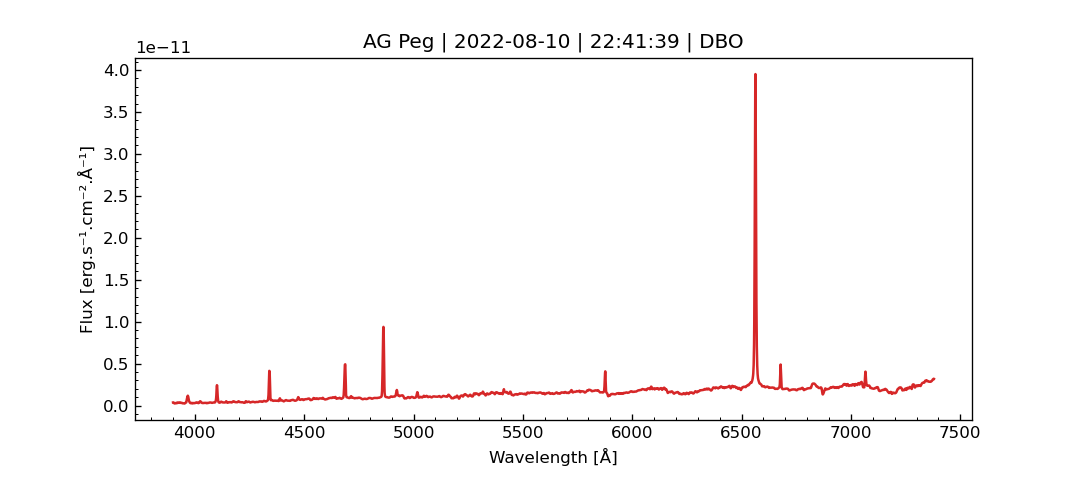 AG Peg | 2022-08-10 | 22:41:39 | DBO
1e−11
4.0
3.5
3.0
2.5
2.0
1.5
1.0
0.5
0.0
Flux [erg.s⁻¹.cm⁻².Å⁻¹]
4000 4500 5000 5500 6000 6500 7000 7500
Wavelength [Å]